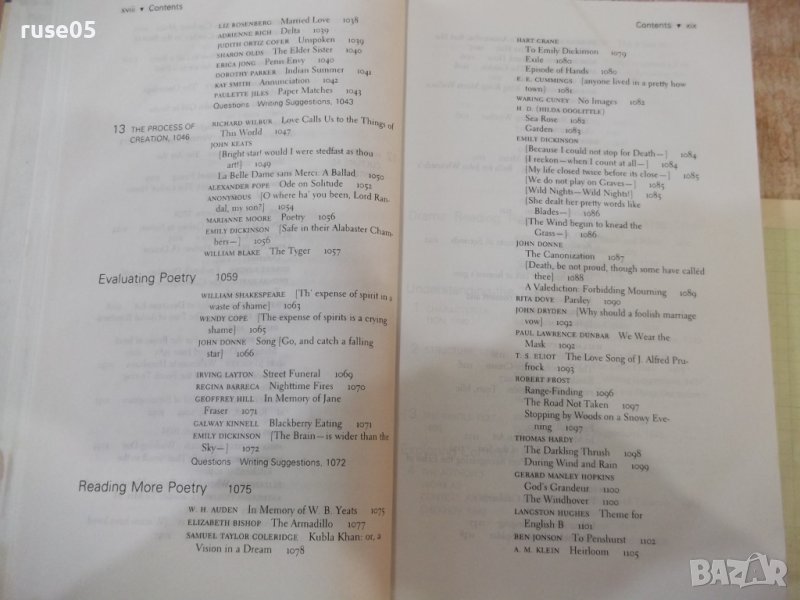 ruse05
xviii • Contents
LIZ ROSENBERG Married Love 1038
ADRIENNE RICH Delta 1039
JUDITH ORTIZ COFER Unspoken 1039
SHARON OLDS The Elder Sister 1040
ERICA JONG Penis Envy 1040
DOROTHY PARKER Indian Summer 1041
KAY SMITH Annunciation 1042
PAULETTE JILES Paper Matches 1043
Questions Writing Suggestions, 1043
13 THE PROCESS OF
CREATION, 1046
RICHARD WILBUR Love Calls Us to the Things of
This World 1047
JOHN KEATS
[Bright star! would I were stedfast as thou
art!] 1049
La Belle Dame sans Merci: A Ballad 1050
ALEXANDER POPE Ode on Solitude 1052
ANONYMOUS [O where ha' you been, Lord Ran-
dal, my son?] 1054
MARIANNE MOORE Poetry 1056
EMILY DICKINSON [Safe in their Alabaster Cham-
bers—] 1056
WILLIAM BLAKE The Tyger 1057
Evaluating Poetry 1059
WILLIAM SHAKESPEARE [Th' expense of spirit in a
waste of shame] 1063
WENDY COPE [The expense of spirits is a crying
shame] 1065
JOHN DONNE Song [Go, and catch a falling
star] 1066
IRVING LAYTON Street Funeral 1069
REGINA BARRECA Nighttime Fires 1070
GEOFFREY HILL In Memory of Jane
Fraser 1071
GALWAY KINNELL Blackberry Eating 1071
EMILY DICKINSON [The Brain—is wider than the
Sky—] 1072
Questions Writing Suggestions, 1072
Reading More Poetry 1075
W. H. AUDEN In Memory of W. B. Yeats 1075
ELIZABETH BISHOP The Armadillo 1077
SAMUEL TAYLOR COLERIDGE Kubla Khan: or, a
Vision in a Dream 1078
Contents • xix
HART CRANE
To Emily Dickinson 1079
Exile 1080
Episode of Hands 1080
E. E. CUMMINGS [anyone lived in a pretty how
town] 1081
WARING CUNEY No Images 1082
H. D. (HILDA DOOLITTLE)
Sea Rose 1082
Garden 1083
EMILY DICKINSON
[Because I could not stop for Death—] 1084
[I reckon—when I count at all—] 1084
[My life closed twice before its close—] 1085
[We do not play on Graves—] 1085
[Wild Nights—Wild Nights!] 1085
[She dealt her pretty words like
Blades—] 1086
[The Wind begun to knead the
Grass—] 1086
JOHN DONNE
The Canonization 1087
[Death, be not proud, though some have called
thee] 1088
A Valediction: Forbidding Mourning 1089
RITA DOVE Parsley 1090
JOHN DRYDEN [Why should a foolish marriage
vow] 1092
PAUL LAWRENCE DUNBAR We Wear the
Mask 1092
T. S. ELIOT The Love Song of J. Alfred Pru-
frock 1093
ROBERT FROST
Range-Finding 1096
The Road Not Taken 1097
Stopping by Woods on a Snowy Eve-
ning 1097
THOMAS HARDY
The Darkling Thrush 1098
During Wind and Rain 1099
GERARD MANLEY HOPKINS
God's Grandeur 1100
The Windhover 1100
LANGSTON HUGHES Theme for
English B 1101
BEN JONSON To Penshurst 1102
A. M. KLEIN Heirloom 1105
BAZAR
bg